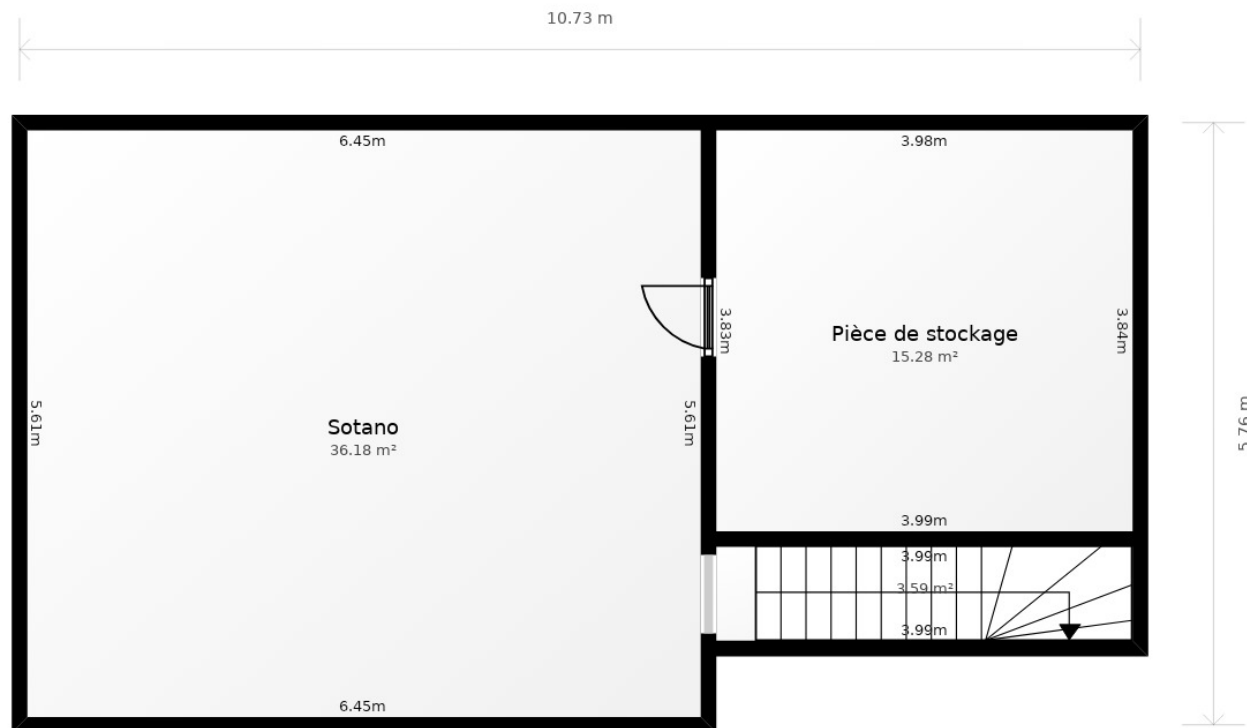 10.73 m
6.45m
3.98m
3.83m
3.84m
Pièce de stockage
15.28 m²
5.61m
5.61m
5.76 m
Sotano
36.18 m²
3.99m
3.99m
3.59 m²
3.99m
6.45m